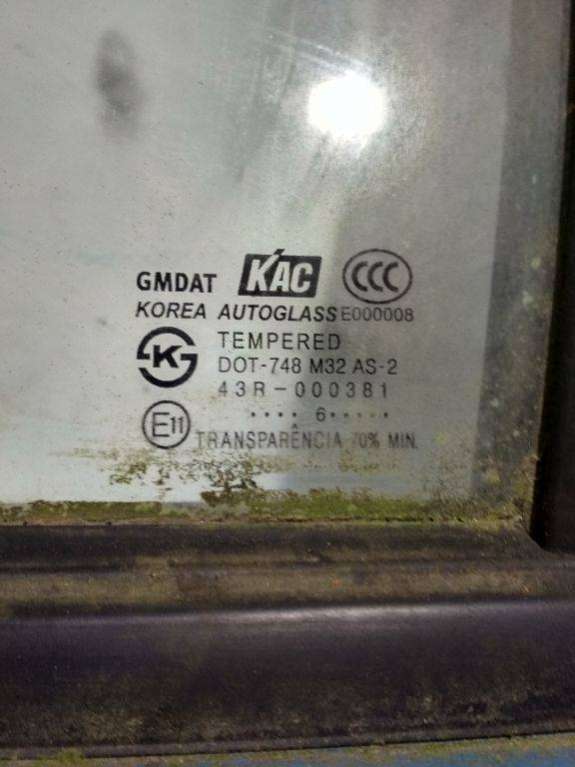 GMDAT KAC CCC
KOREA AUTOGLASS E000008
TEMPERED
K DOT-748 M32 AS-2
43R-000381
•••• 6•••••
E11 TRANSPARÊNCIA 70% MIN.